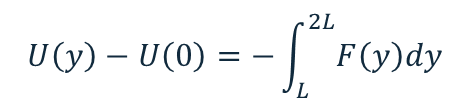 U(y) − U(0) = − ∫_L^{2L} F(y)dy